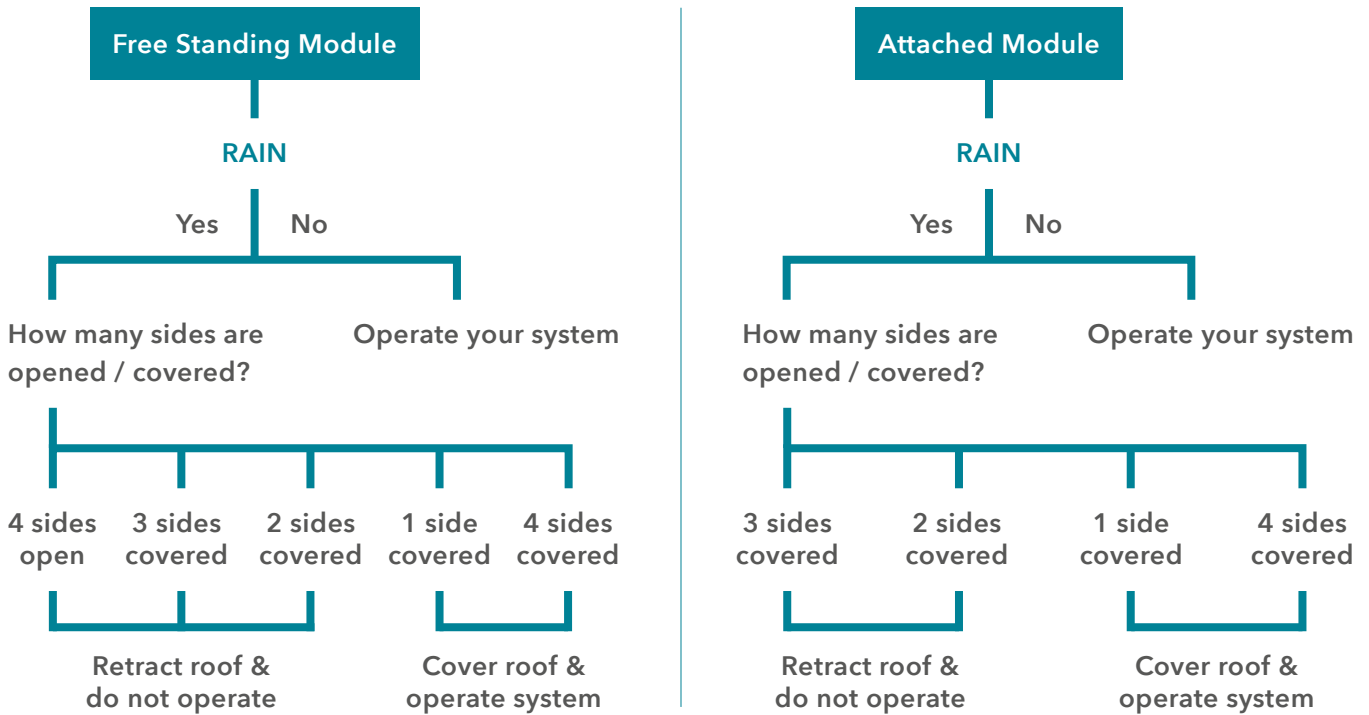 Free Standing Module
RAIN
Yes
No
How many sides are
opened / covered?
Operate your system
4 sides
open
3 sides
covered
2 sides
covered
1 side
covered
4 sides
covered
Retract roof &
do not operate
Cover roof &
operate system
Attached Module
RAIN
Yes
No
How many sides are
opened / covered?
Operate your system
3 sides
covered
2 sides
covered
1 side
covered
4 sides
covered
Retract roof &
do not operate
Cover roof &
operate system